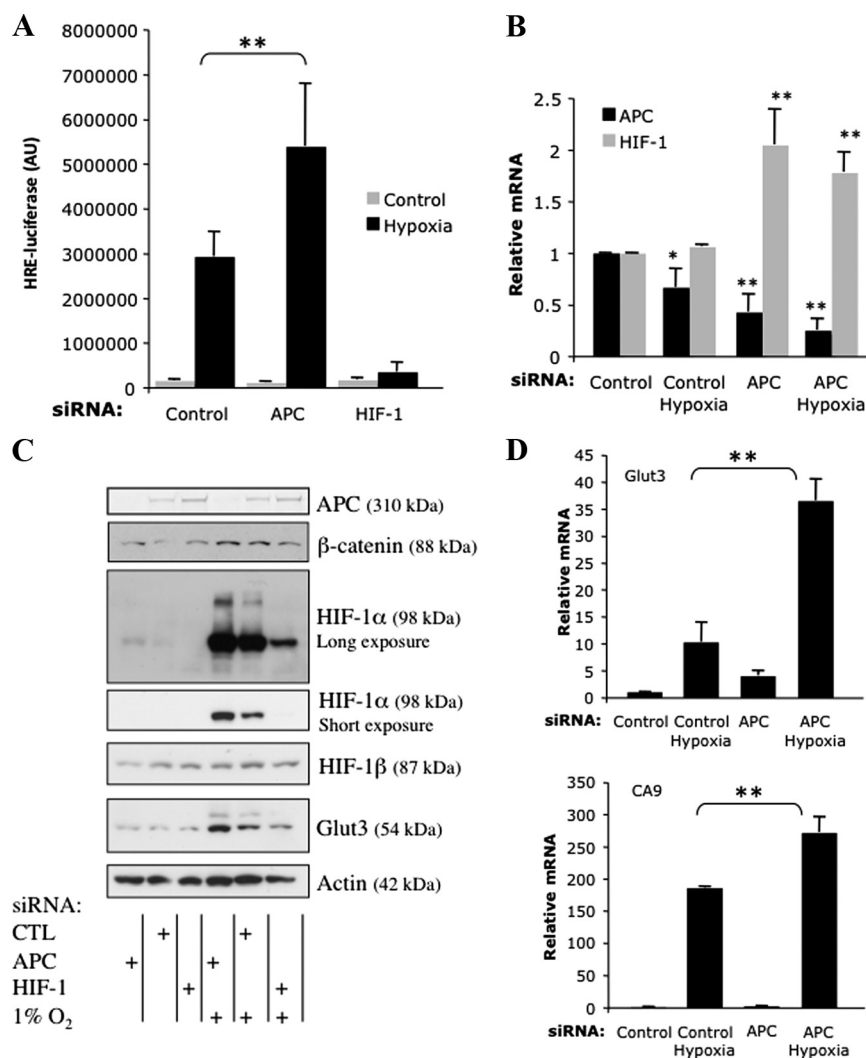 A
8000000
7000000
6000000
5000000
4000000
3000000
2000000
1000000
0
HRE-luciferase (AU)
**
Control
Hypoxia
siRNA:
Control
APC
HIF-1
B
2.5
2
1.5
1
0.5
0
Relative mRNA
APC
HIF-1
*
**
**
**
**
siRNA:
Control
Control Hypoxia
APC
APC Hypoxia
C
APC (310 kDa)
β-catenin (88 kDa)
HIF-1α (98 kDa)
Long exposure
HIF-1α (98 kDa)
Short exposure
HIF-1β (87 kDa)
Glut3 (54 kDa)
Actin (42 kDa)
siRNA:
CTL + +
APC + +
HIF-1 + +
1% O₂ + + +
D
Glut3
45
40
35
30
25
20
15
10
5
0
Relative mRNA
**
siRNA:
Control
Control Hypoxia
APC
APC Hypoxia
CA9
300
250
200
150
100
50
0
Relative mRNA
**
siRNA:
Control
Control Hypoxia
APC
APC Hypoxia